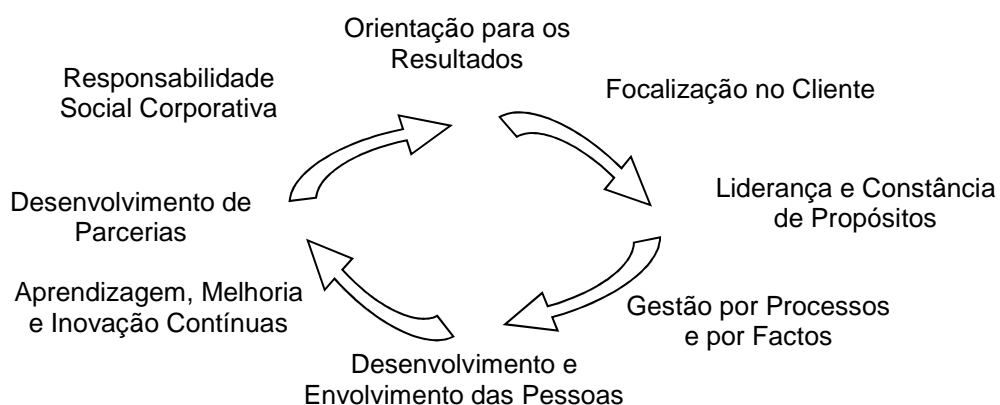 Orientação para os
Resultados
Focalização no Cliente
Liderança e Constância
de Propósitos
Gestão por Processos
e por Factos
Desenvolvimento e
Envolvimento das Pessoas
Aprendizagem, Melhoria
e Inovação Contínuas
Desenvolvimento de
Parcerias
Responsabilidade
Social Corporativa